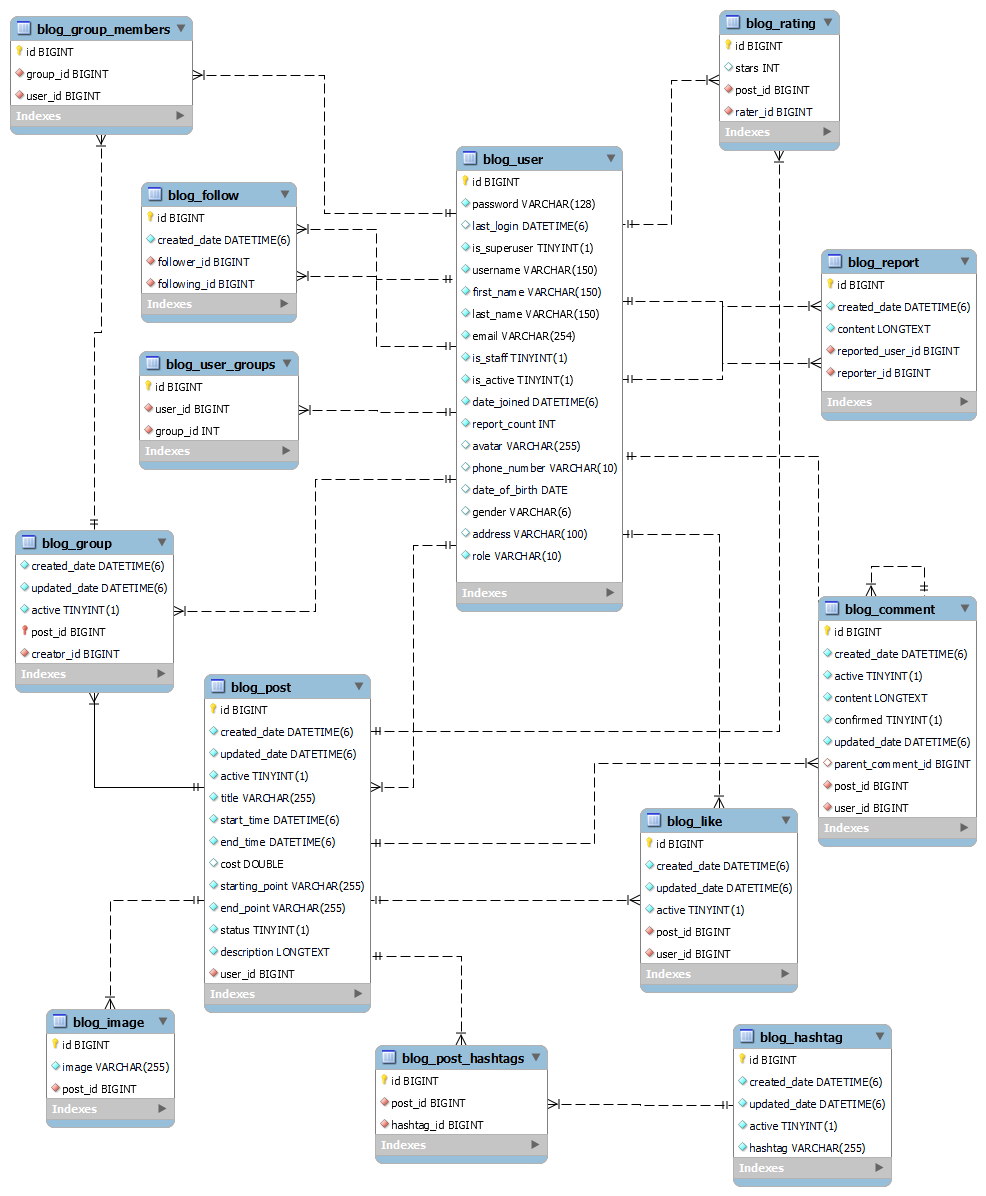 blog_group_members
id BIGINT
group_id BIGINT
user_id BIGINT
Indexes
blog_rating
id BIGINT
stars INT
post_id BIGINT
rater_id BIGINT
Indexes
blog_user
id BIGINT
password VARCHAR(128)
last_login DATETIME(6)
is_superuser TINYINT(1)
username VARCHAR(150)
first_name VARCHAR(150)
last_name VARCHAR(150)
email VARCHAR(254)
is_staff TINYINT(1)
is_active TINYINT(1)
date_joined DATETIME(6)
report_count INT
avatar VARCHAR(255)
phone_number VARCHAR(10)
date_of_birth DATE
gender VARCHAR(6)
address VARCHAR(100)
role VARCHAR(10)
Indexes
blog_follow
id BIGINT
created_date DATETIME(6)
follower_id BIGINT
following_id BIGINT
Indexes
blog_report
id BIGINT
created_date DATETIME(6)
content LONGTEXT
reported_user_id BIGINT
reporter_id BIGINT
Indexes
blog_user_groups
id BIGINT
user_id BIGINT
group_id INT
Indexes
blog_group
created_date DATETIME(6)
updated_date DATETIME(6)
active TINYINT(1)
post_id BIGINT
creator_id BIGINT
Indexes
blog_comment
id BIGINT
created_date DATETIME(6)
active TINYINT(1)
content LONGTEXT
confirmed TINYINT(1)
updated_date DATETIME(6)
parent_comment_id BIGINT
post_id BIGINT
user_id BIGINT
Indexes
blog_post
id BIGINT
created_date DATETIME(6)
updated_date DATETIME(6)
active TINYINT(1)
title VARCHAR(255)
start_time DATETIME(6)
end_time DATETIME(6)
cost DOUBLE
starting_point VARCHAR(255)
end_point VARCHAR(255)
status TINYINT(1)
description LONGTEXT
user_id BIGINT
Indexes
blog_like
id BIGINT
created_date DATETIME(6)
updated_date DATETIME(6)
active TINYINT(1)
post_id BIGINT
user_id BIGINT
Indexes
blog_image
id BIGINT
image VARCHAR(255)
post_id BIGINT
Indexes
blog_post_hashtags
id BIGINT
post_id BIGINT
hashtag_id BIGINT
Indexes
blog_hashtag
id BIGINT
created_date DATETIME(6)
updated_date DATETIME(6)
active TINYINT(1)
hashtag VARCHAR(255)
Indexes